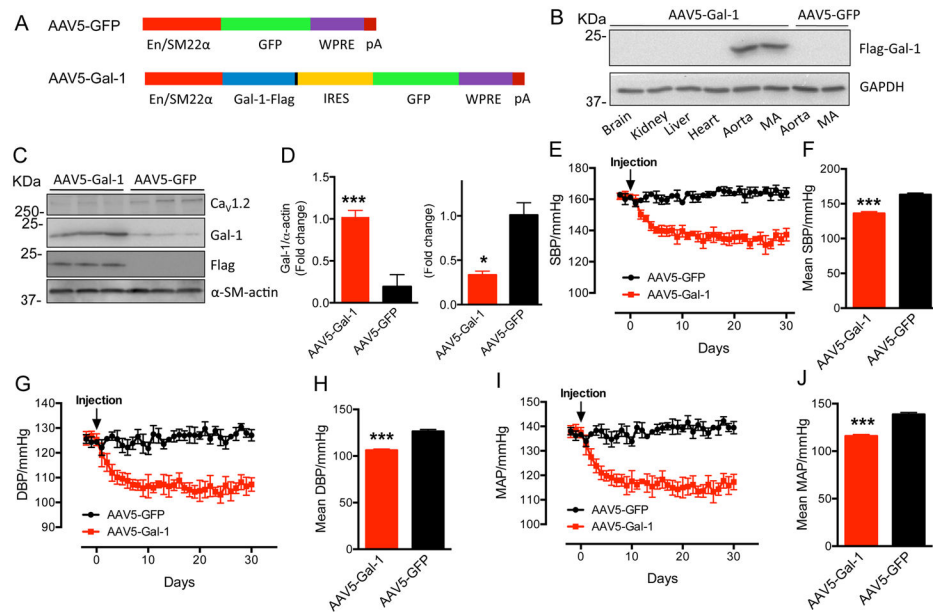 A
AAV5-GFP
En/SM22α GFP WPRE pA
AAV5-Gal-1
En/SM22α Gal-1-Flag IRES GFP WPRE pA
B
KDa AAV5-Gal-1 AAV5-GFP
25-
Flag-Gal-1
GAPDH
37-
Brain Kidney Liver Heart Aorta MA Aorta MA
C
KDa AAV5-Gal-1 AAV5-GFP
CaV1.2
250-
25-
Gal-1
25-
Flag
α-SM-actin
37-
D
Gal-1/α-actin
(Fold change)
1.0
0.5
0.0
***
AAV5-Gal-1
AAV5-GFP
(Fold change)
1.0
0.5
0.0
*
AAV5-Gal-1
AAV5-GFP
E
Injection
SBP/mmHg
180
160
140
120
AAV5-GFP
AAV5-Gal-1
0 10 20 30
Days
F
Mean SBP/mmHg
200
150
100
50
0
***
AAV5-Gal-1
AAV5-GFP
G
Injection
DBP/mmHg
140
130
120
110
100
90
AAV5-GFP
AAV5-Gal-1
0 10 20 30
Days
H
Mean DBP/mmHg
150
100
50
0
***
AAV5-Gal-1
AAV5-GFP
I
Injection
MAP/mmHg
150
140
130
120
110
100
AAV5-GFP
AAV5-Gal-1
0 10 20 30
Days
J
Mean MAP/mmHg
150
100
50
0
***
AAV5-Gal-1
AAV5-GFP